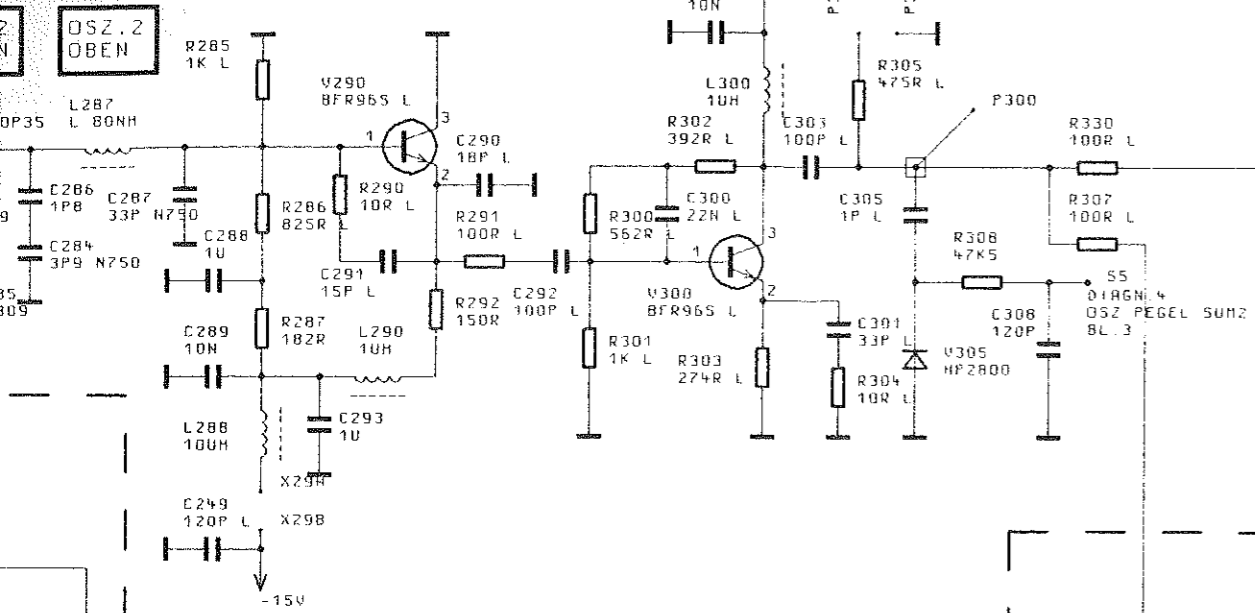 OSZ.2
OBEN
10N
R285
1K L
V290
BFR96S L
L287
L 80NH
3
1
2
C290
18P L
L300
1UH
R305
475R L
P300
R302
392R L
C303
100P L
R330
100R L
C286
1P8
C287
33P N750
R286
825R L
R290
10R L
R291
100R L
R300
562R L
C300
22N L
C305
1P L
R307
100R L
C284
3P9 N750
C288
1U
C291
15P L
3
1
2
R308
47K5
S5
DIAGN.4
OSZ PEGEL SUM2
BL.3
R292
150R
C292
100P L
V300
BFR96S L
C289
10N
R287
182R
L290
1UH
R301
1K L
R303
274R L
C301
33P L
C308
120P
V305
HP2800
R304
10R L
L288
10UH
C293
1U
X29A
C249
120P L
X29B
-15V